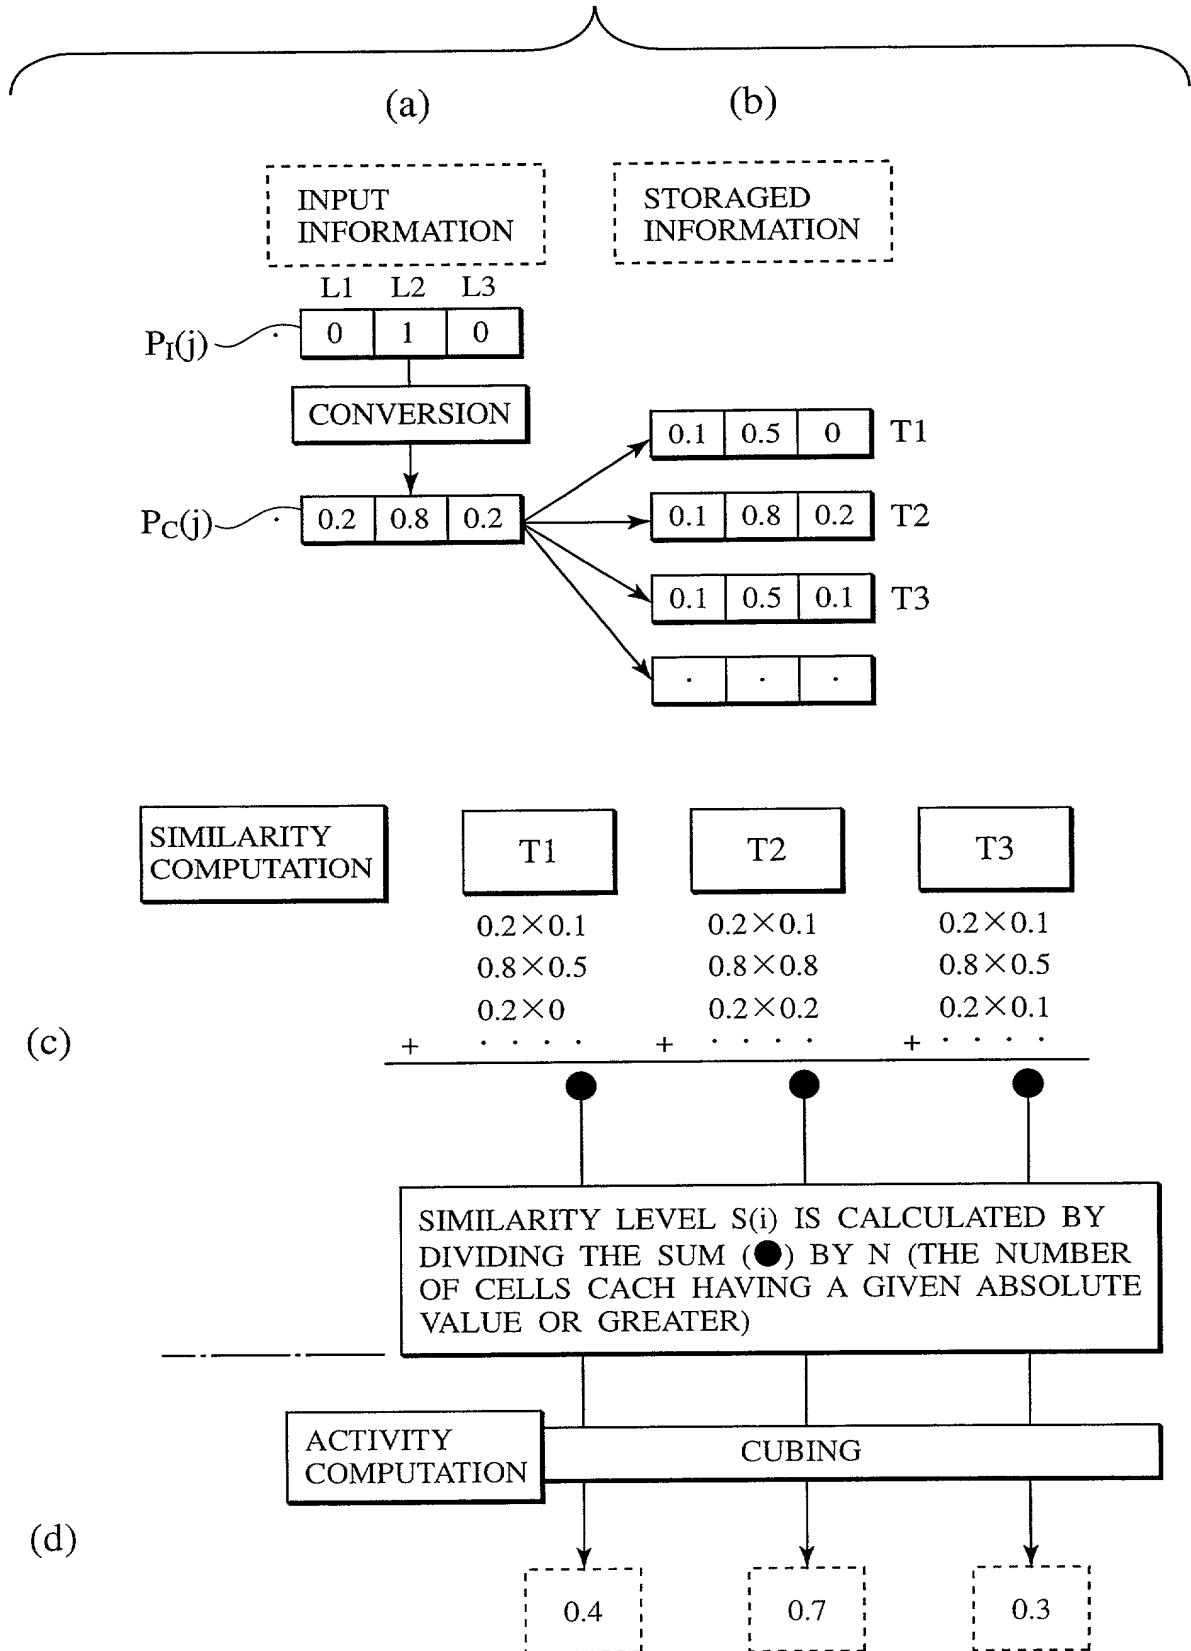 (a) (b)
INPUT
INFORMATION
STORAGED
INFORMATION
L1 L2 L3
PI(j) · 0 1 0
CONVERSION
0.1 0.5 0 T1
PC(j) · 0.2 0.8 0.2
0.1 0.8 0.2 T2
0.1 0.5 0.1 T3
· · ·
SIMILARITY
COMPUTATION
T1 T2 T3
0.2×0.1 0.2×0.1 0.2×0.1
0.8×0.5 0.8×0.8 0.8×0.5
0.2×0 0.2×0.2 0.2×0.1
(c)
+ · · · · + · · · · + · · · ·
SIMILARITY LEVEL S(i) IS CALCULATED BY
DIVIDING THE SUM (●) BY N (THE NUMBER
OF CELLS CACH HAVING A GIVEN ABSOLUTE
VALUE OR GREATER)
ACTIVITY
COMPUTATION
CUBING
(d)
0.4 0.7 0.3